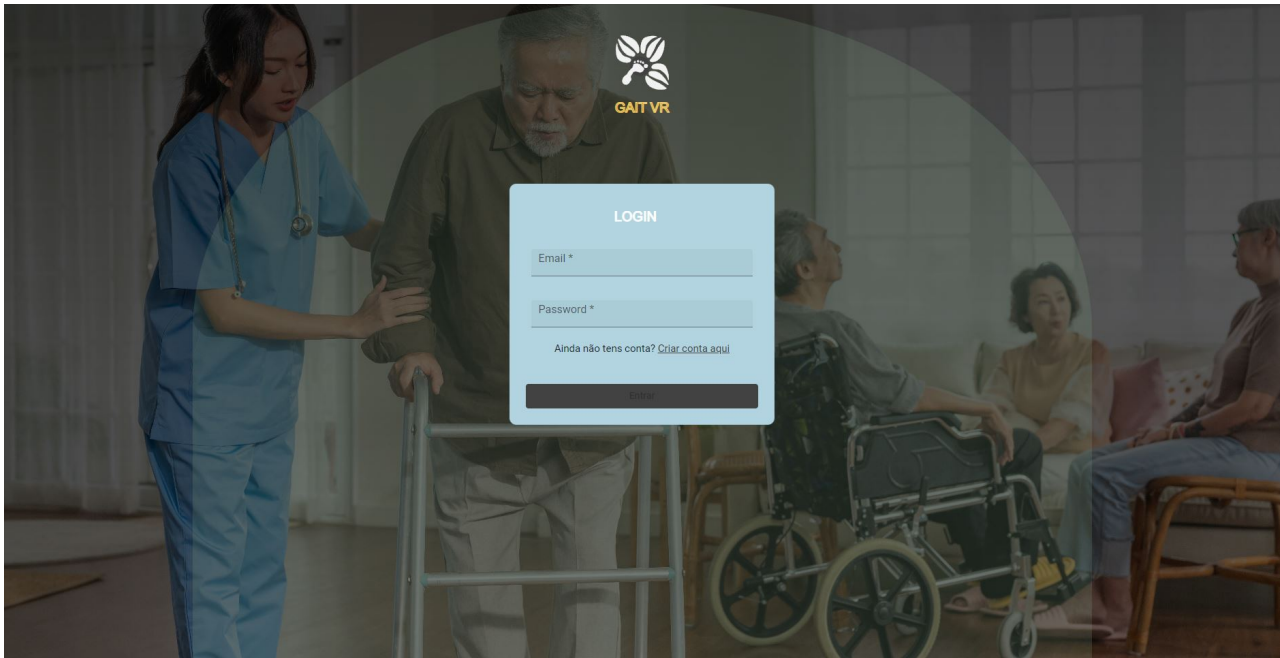 GAIT VR
LOGIN
Email *
Password *
Ainda não tens conta? Criar conta aqui
Entrar